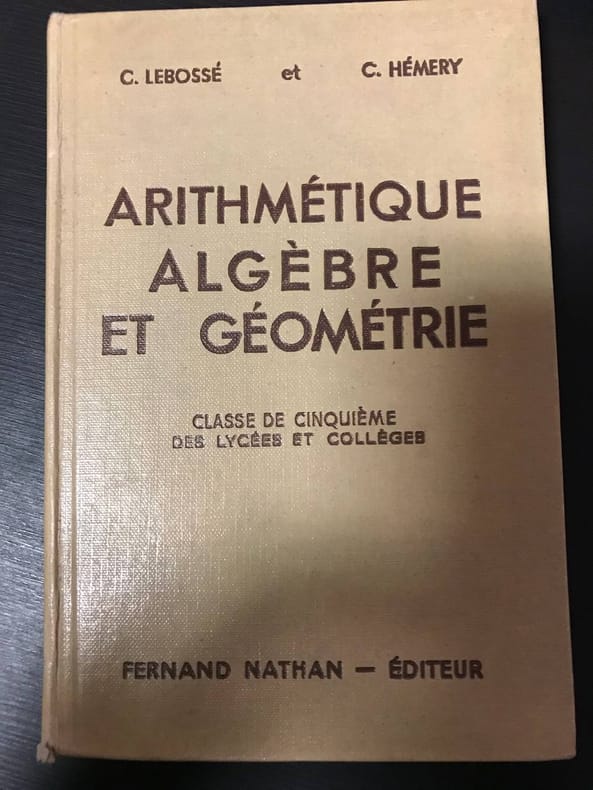 C. LEBOSSÉ et C. HÉMERY
ARITHMÉTIQUE
ALGÈBRE
ET GÉOMÉTRIE
CLASSE DE CINQUIÈME
DES LYCÉES ET COLLÈGES
FERNAND NATHAN — ÉDITEUR